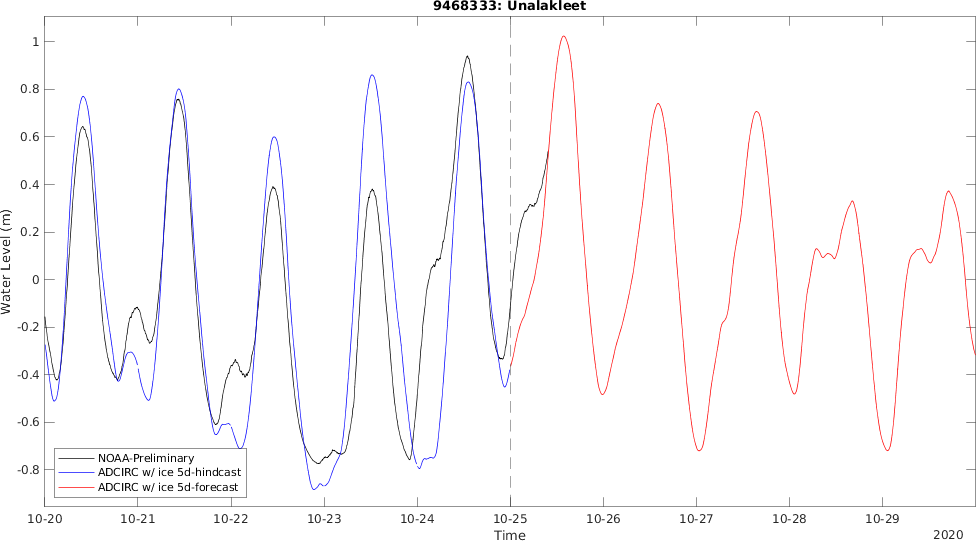 9468333: Unalakleet
Water Level (m)
1
0.8
0.6
0.4
0.2
0
-0.2
-0.4
-0.6
-0.8
NOAA-Preliminary
ADCIRC w/ ice 5d-hindcast
ADCIRC w/ ice 5d-forecast
10-20 10-21 10-22 10-23 10-24 10-25 10-26 10-27 10-28 10-29
Time
2020